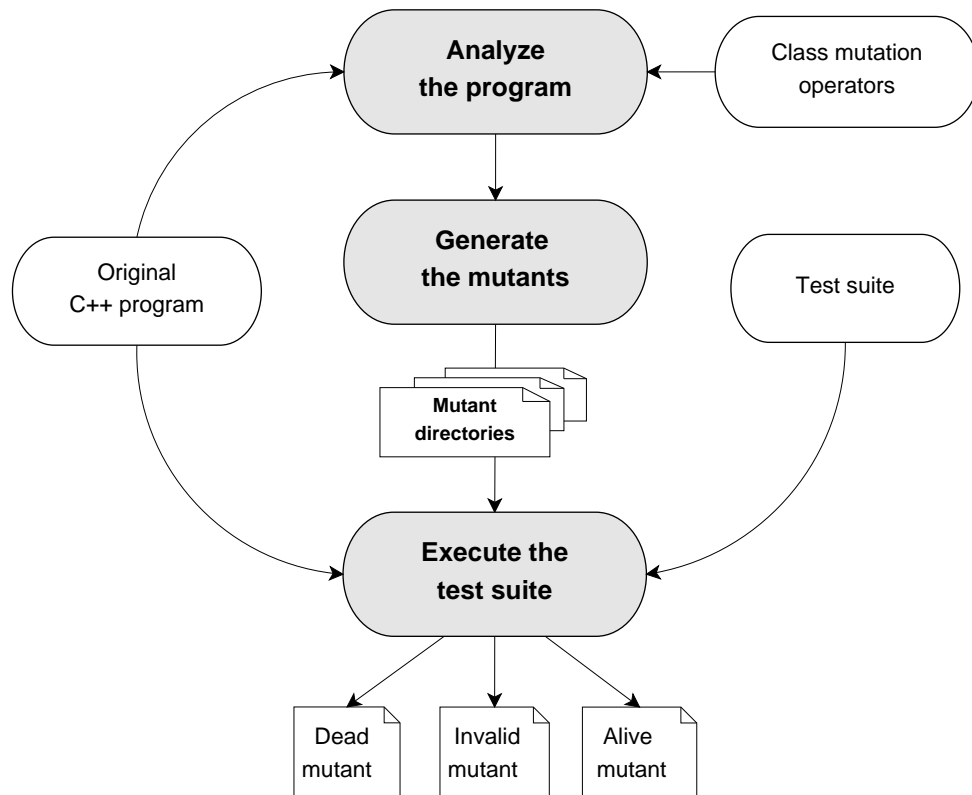 Analyze
the program
Class mutation
operators
Generate
the mutants
Original
C++ program
Test suite
Mutant
directories
Execute the
test suite
Dead
mutant
Invalid
mutant
Alive
mutant